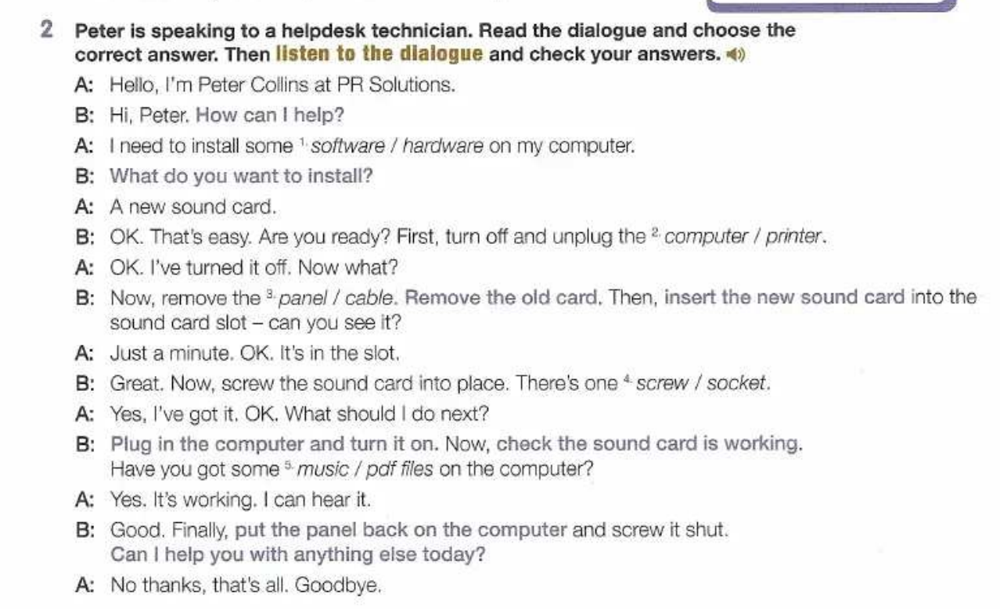 2 Peter is speaking to a helpdesk technician. Read the dialogue and choose the
correct answer. Then listen to the dialogue and check your answers.
A: Hello, I'm Peter Collins at PR Solutions.
B: Hi, Peter. How can I help?
A: I need to install some 1. software / hardware on my computer.
B: What do you want to install?
A: A new sound card.
B: OK. That's easy. Are you ready? First, turn off and unplug the 2. computer / printer.
A: OK. I've turned it off. Now what?
B: Now, remove the 3. panel / cable. Remove the old card. Then, insert the new sound card into the
sound card slot – can you see it?
A: Just a minute. OK. It's in the slot.
B: Great. Now, screw the sound card into place. There's one 4. screw / socket.
A: Yes, I've got it. OK. What should I do next?
B: Plug in the computer and turn it on. Now, check the sound card is working.
Have you got some 5. music / pdf files on the computer?
A: Yes. It's working. I can hear it.
B: Good. Finally, put the panel back on the computer and screw it shut.
Can I help you with anything else today?
A: No thanks, that's all. Goodbye.